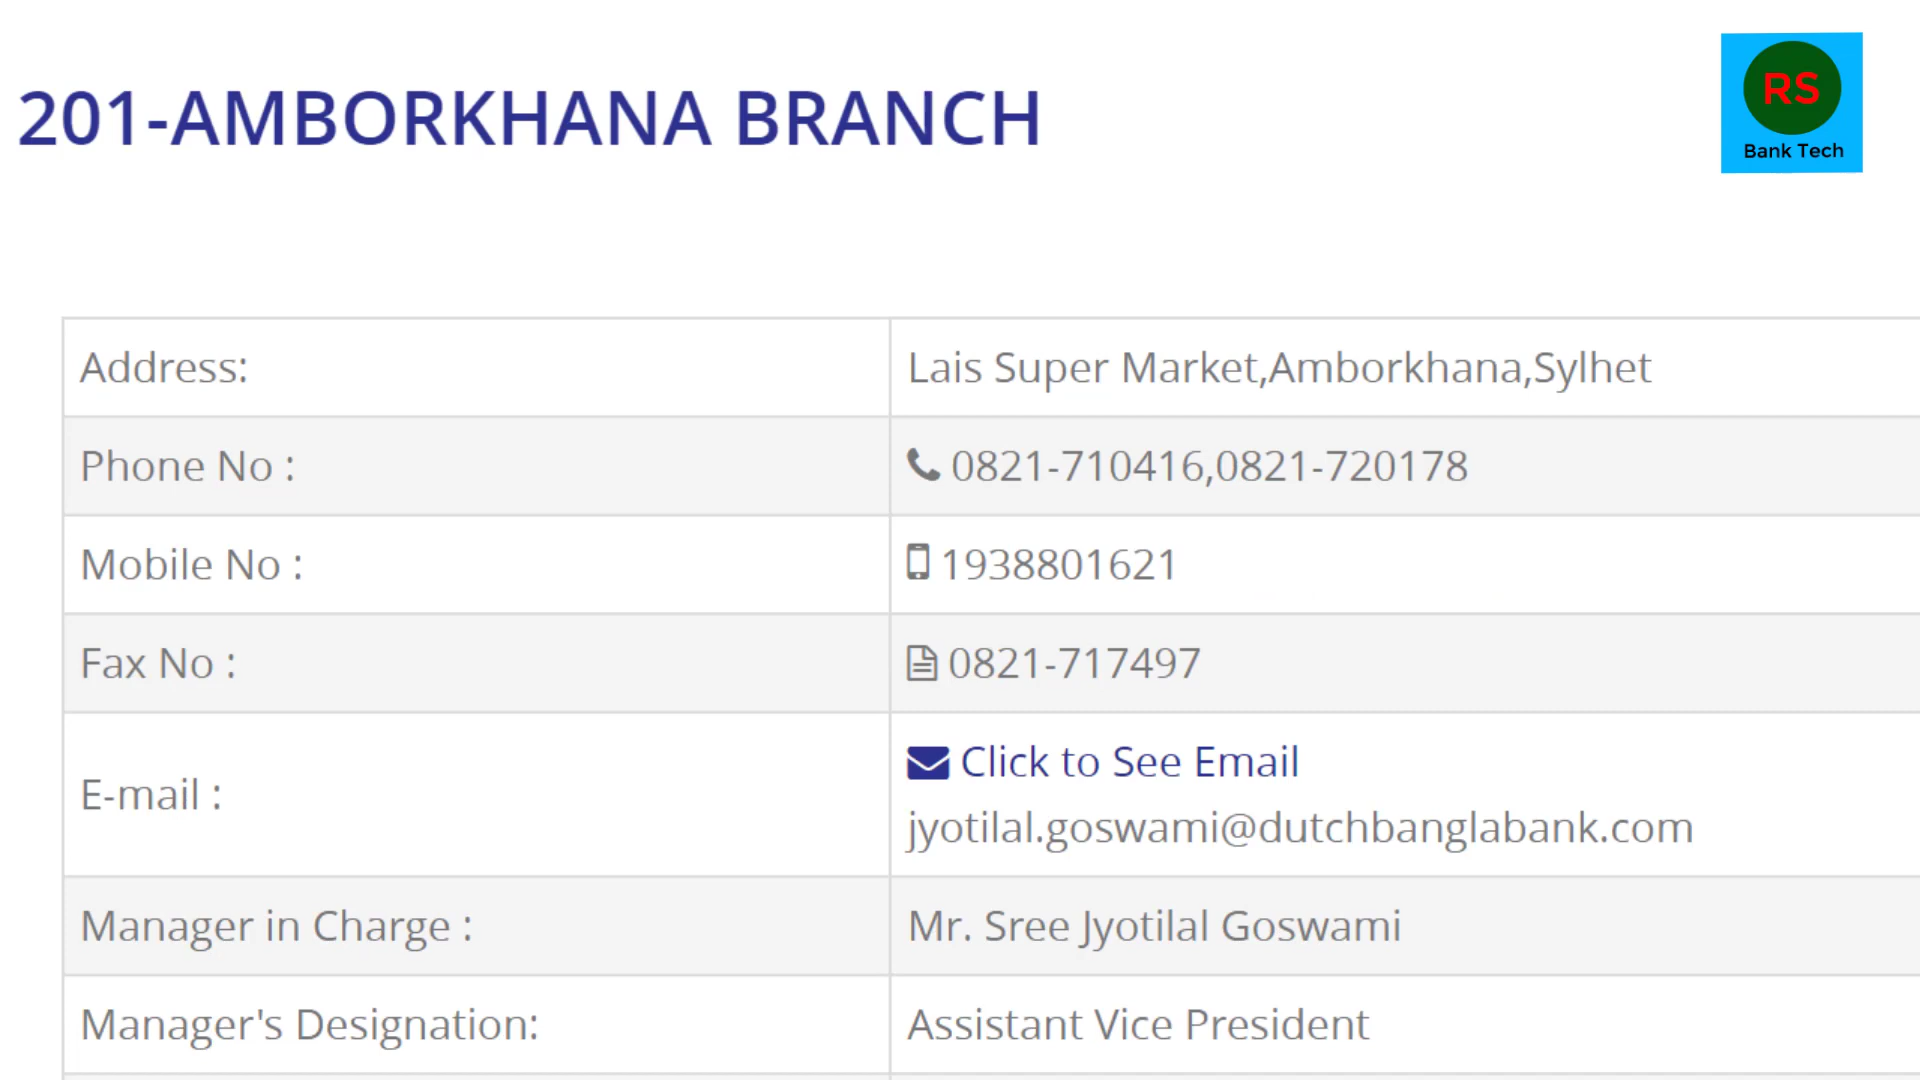 201-AMBORKHANA BRANCH
RS
Bank Tech
Address: Lais Super Market,Amborkhana,Sylhet
Phone No : 0821-710416,0821-720178
Mobile No : 1938801621
Fax No : 0821-717497
E-mail : Click to See Email
jyotilal.goswami@dutchbanglabank.com
Manager in Charge : Mr. Sree Jyotilal Goswami
Manager's Designation: Assistant Vice President